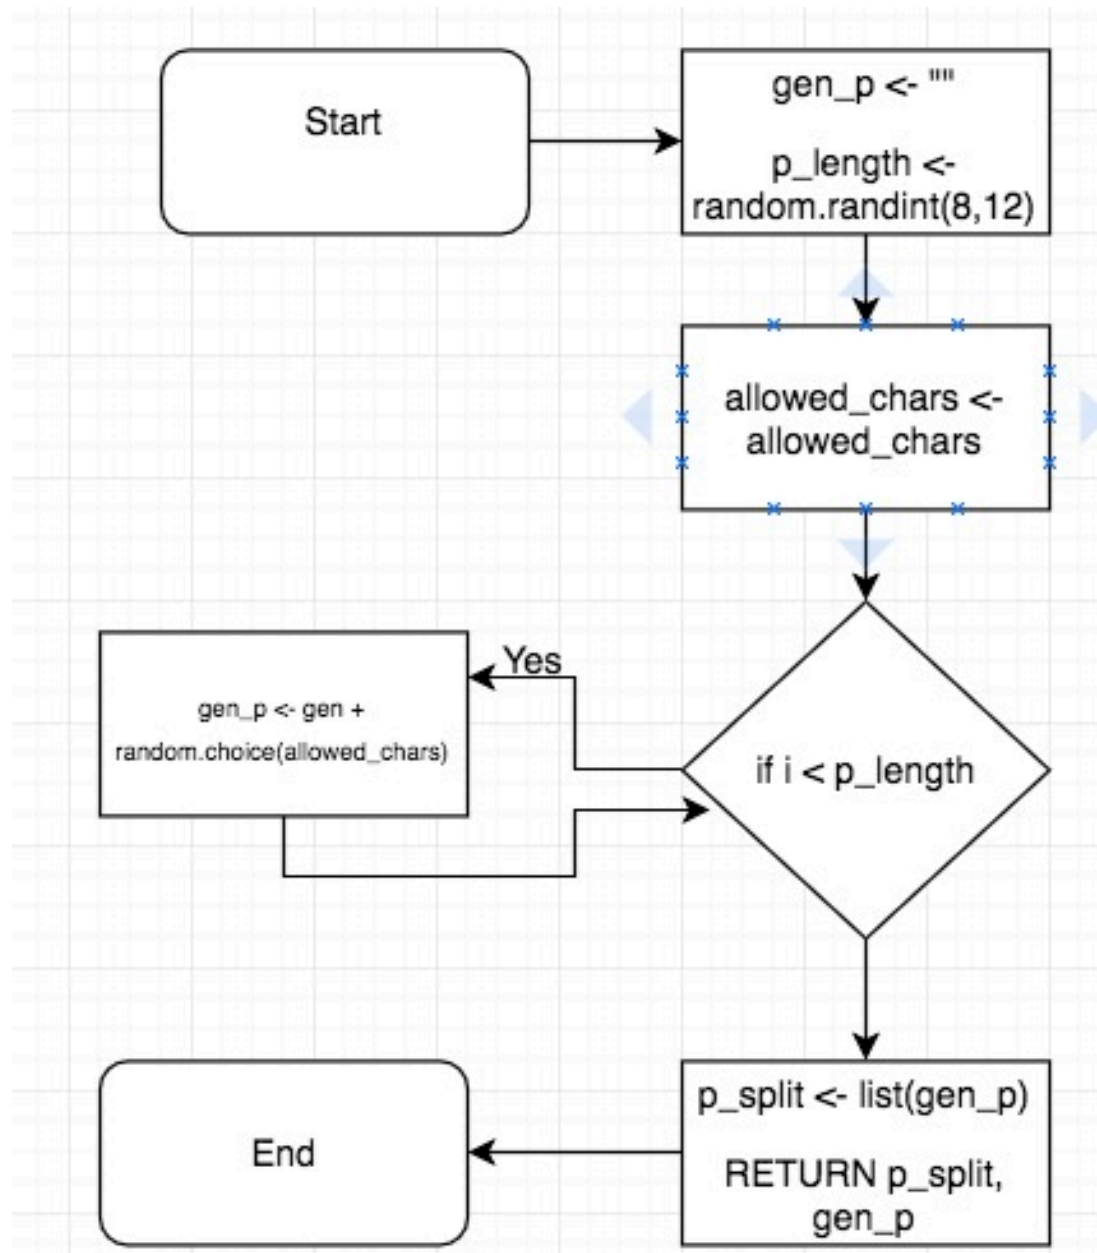 Start
gen_p <- ""
p_length <-
random.randint(8,12)
allowed_chars <-
allowed_chars
Yes
gen_p <- gen +
random.choice(allowed_chars)
if i < p_length
p_split <- list(gen_p)
RETURN p_split,
gen_p
End